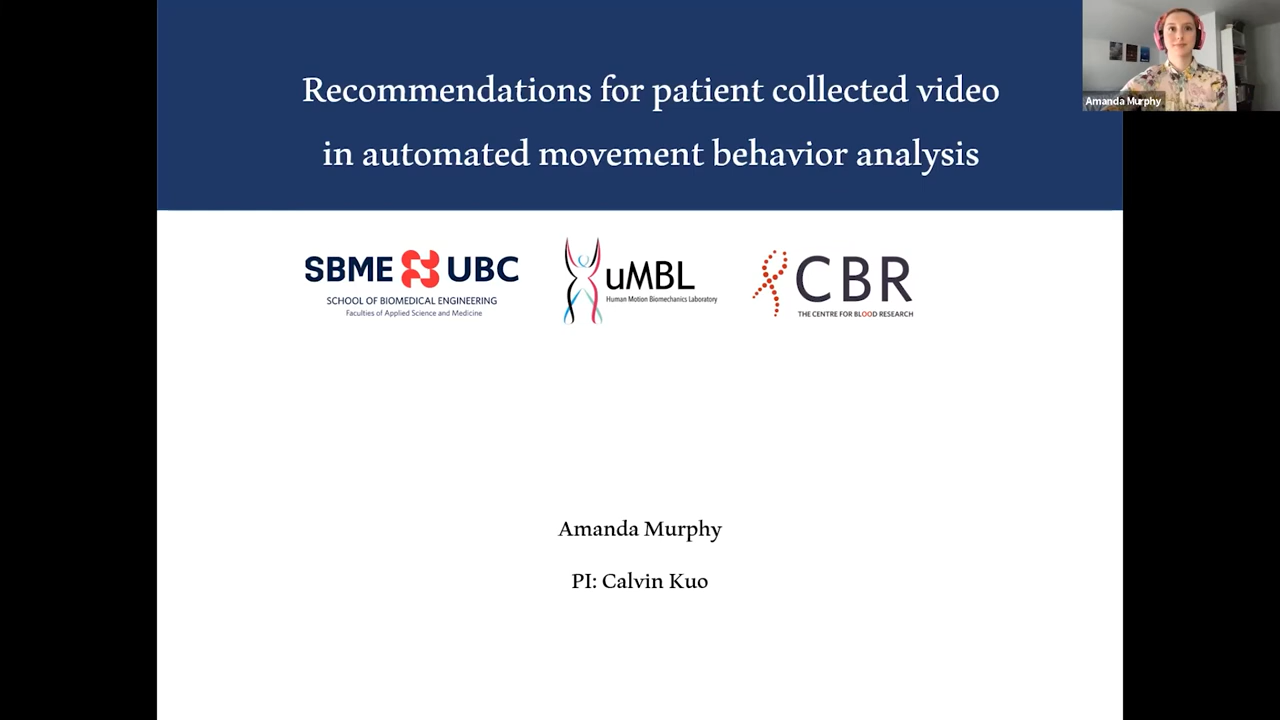 Recommendations for patient collected video
in automated movement behavior analysis
Amanda Murphy
SBME UBC
SCHOOL OF BIOMEDICAL ENGINEERING
Faculties of Applied Science and Medicine
uMBL
Human Motion Biomechanics Laboratory
CBR
THE CENTRE FOR BLOOD RESEARCH
Amanda Murphy
PI: Calvin Kuo